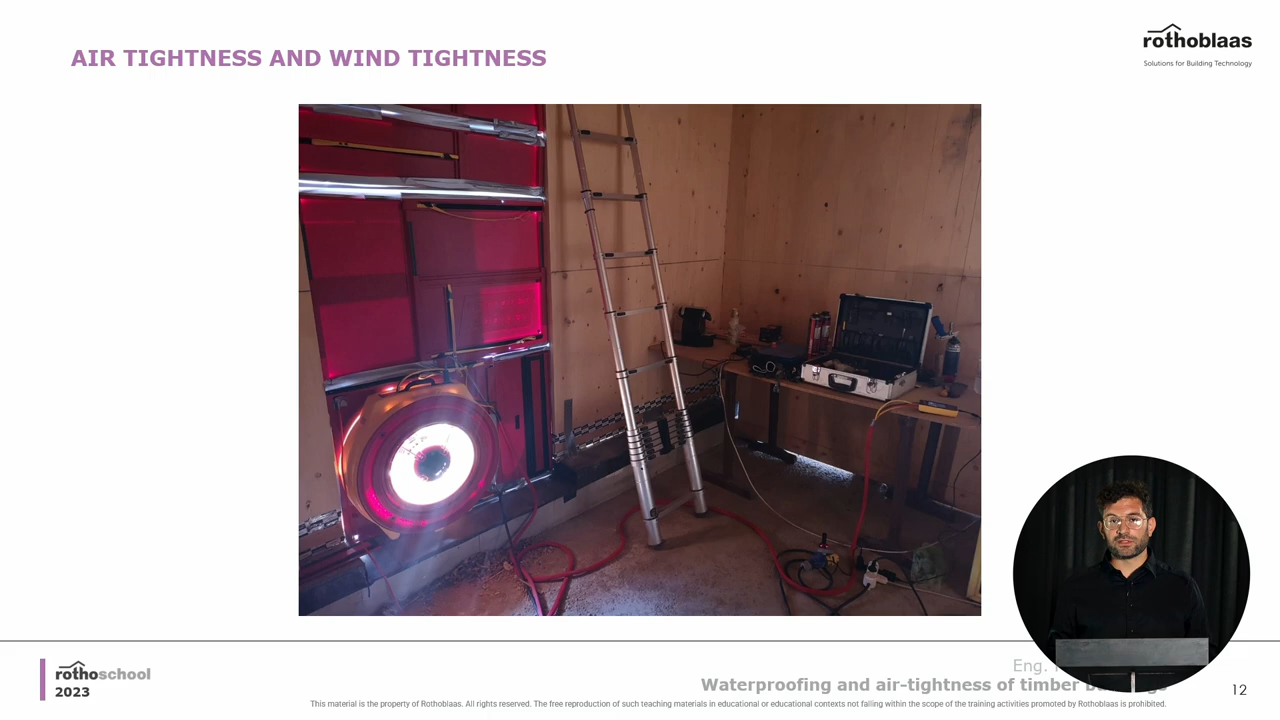 AIR TIGHTNESS AND WIND TIGHTNESS
rothoblaas
Solutions for Building Technology
Eng.
rothoschool
2023
Waterproofing and air-tightness of timber
12
This material is the property of Rothoblaas. All rights reserved. The free reproduction of such teaching materials in educational or educational contexts not falling within the scope of the training activities promoted by Rothoblaas is prohibited.